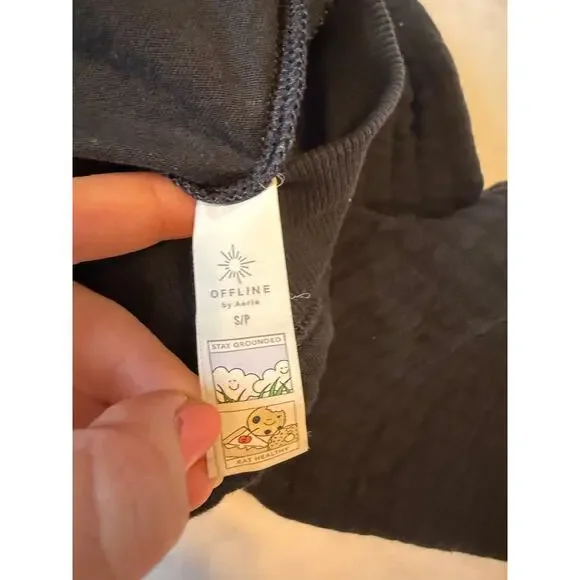 OFFLINE
by Aerie
S/P
STAY GROUNDED
EAT HEALTHY